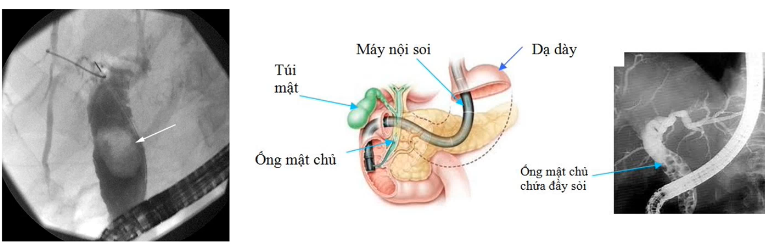 Máy nội soi
Dạ dày
Túi
mật
Ống mật chủ
Ống mật chủ
chứa đầy sỏi